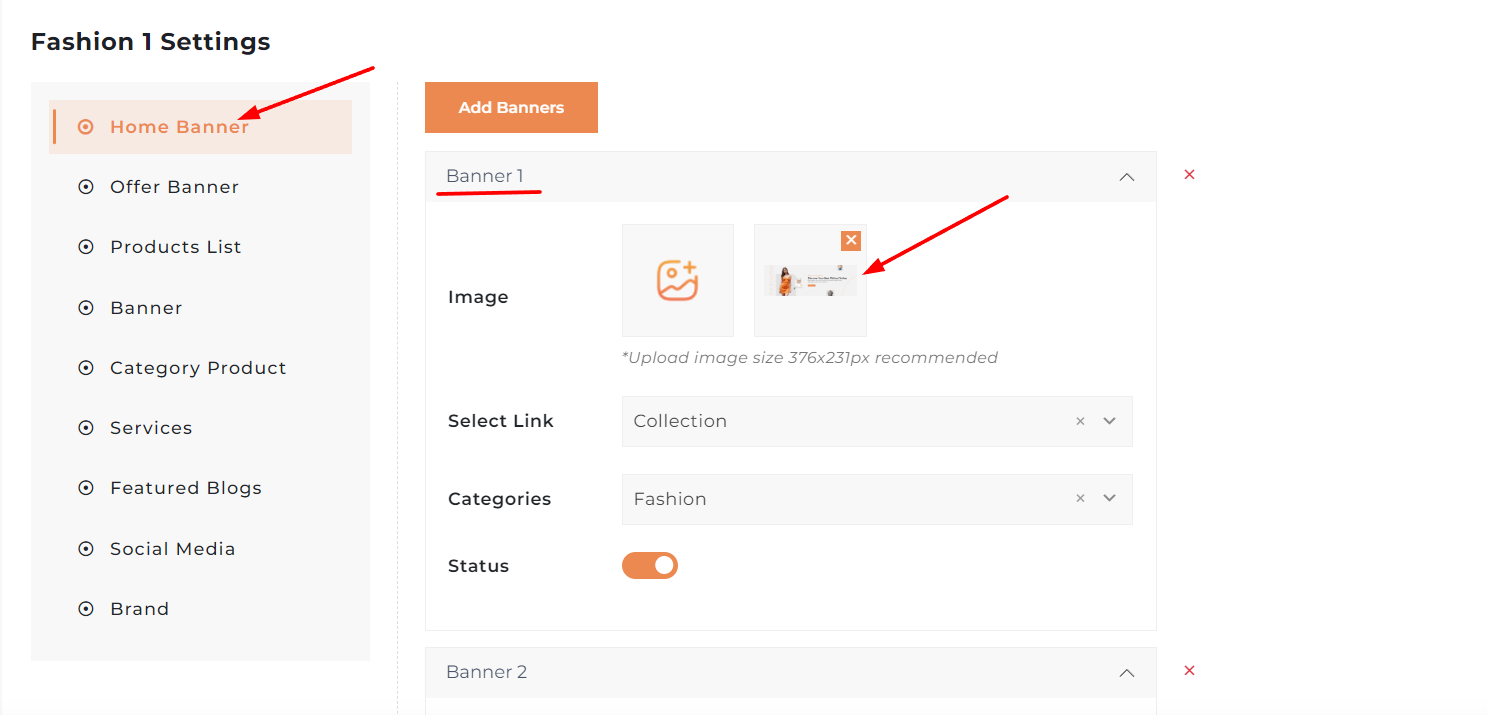 Fashion 1 Settings
Home Banner
Offer Banner
Products List
Banner
Category Product
Services
Featured Blogs
Social Media
Brand
Add Banners
Banner 1
Image
*Upload image size 376x231px recommended
Select Link
Collection
Categories
Fashion
Status
Banner 2